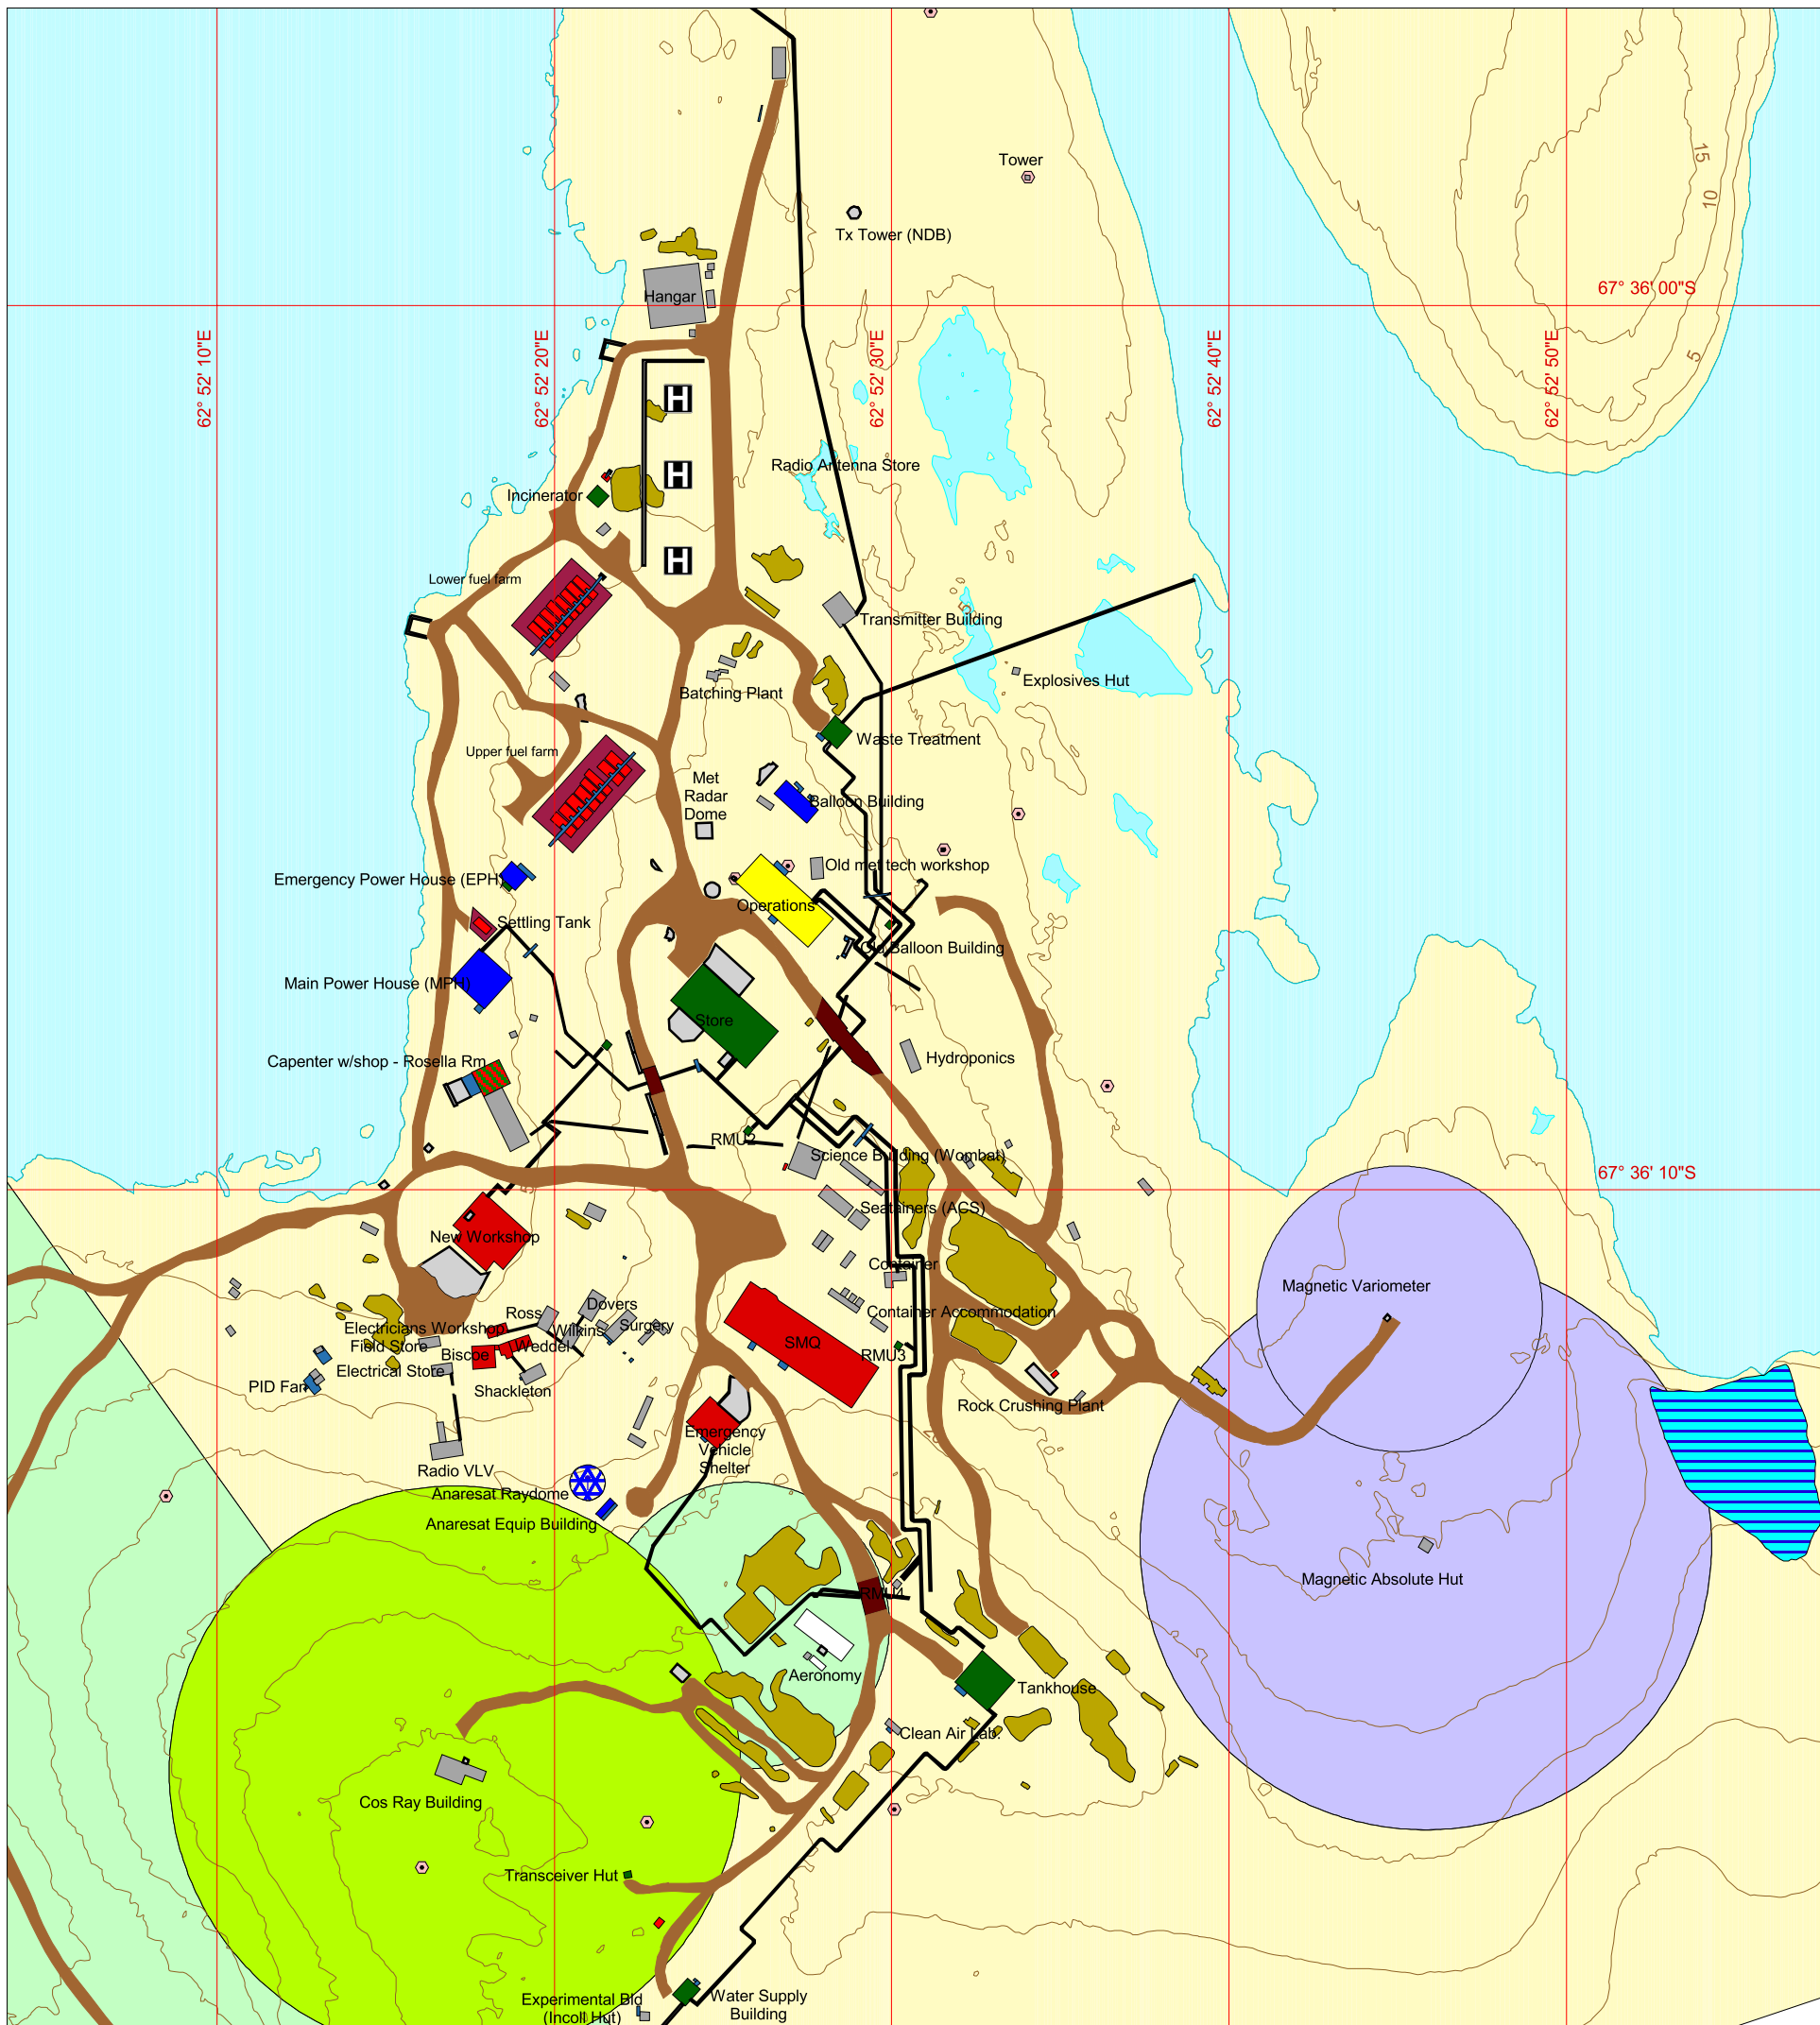 Tower
15
10
Tx Tower (NDB)
67° 36' 00"S
Hangar
62° 52' 10"E
62° 52' 20"E
62° 52' 30"E
62° 52' 40"E
62° 52' 50"E
5
H
Radio Antenna Store
H
Incinerator
H
Lower fuel farm
5
Transmitter Building
Explosives Hut
Batching Plant
Waste Treatment
Upper fuel farm
Met
Radar
Dome
Balloon Building
Old met tech workshop
Emergency Power House (EPH)
Operations
Settling Tank
Old Balloon Building
Main Power House (MPH)
Store
Hydroponics
Capenter w/shop - Rosella Rm
RMU2
Science Building (Wombat)
67° 36' 10"S
5
Seatainers (ACS)
New Workshop
Container
Magnetic Variometer
Dovers
Ross
Container Accommodation
Electricians Workshop
Surgery
Wilkins
Field Store
Weddel
SMQ
Biscoe
RMU3
Electrical Store
PID Fan
Shackleton
Rock Crushing Plant
Emergency
Vehicle
Shelter
Radio VLV
Anaresat Raydome
Anaresat Equip Building
Magnetic Absolute Hut
RMU4
Aeronomy
Tankhouse
Clean Air Lab.
Cos Ray Building
Transceiver Hut
Experimental Bld
(Incoll Hut)
Water Supply
Building